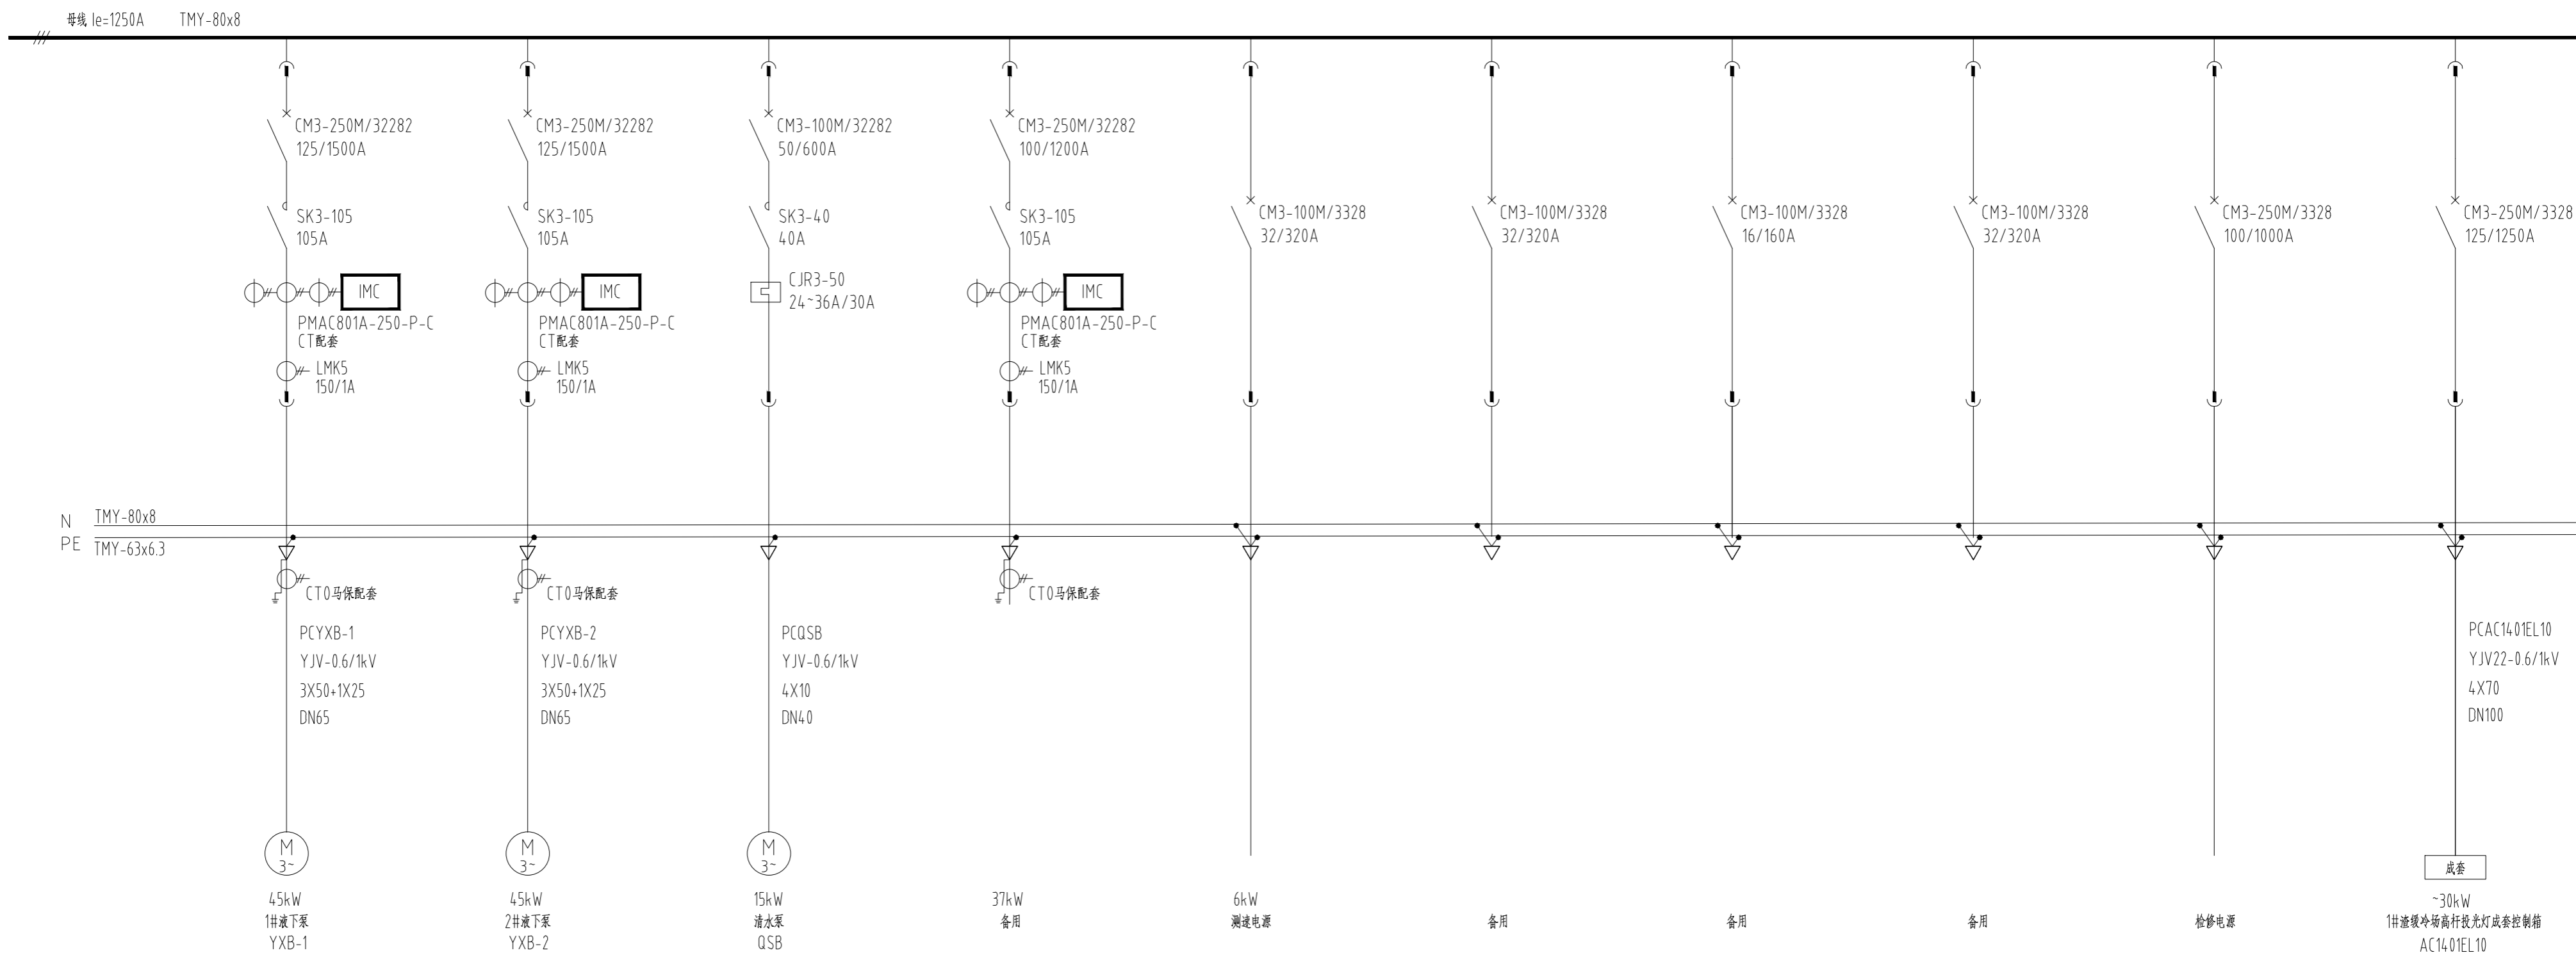 母线 Ie=1250A TMY-80x8
CM3-250M/32282
125/1500A
SK3-105
105A
IMC
PMAC801A-250-P-C
CT配套
LMK5
150/1A
CT0马保配套
PCYXB-1
YJV-0.6/1kV
3X50+1X25
DN65
M
3~
45kW
1#液下泵
YXB-1
CM3-250M/32282
125/1500A
SK3-105
105A
IMC
PMAC801A-250-P-C
CT配套
LMK5
150/1A
CT0马保配套
PCYXB-2
YJV-0.6/1kV
3X50+1X25
DN65
M
3~
45kW
2#液下泵
YXB-2
CM3-100M/32282
50/600A
SK3-40
40A
CJR3-50
24~36A/30A
PCQSB
YJV-0.6/1kV
4X10
DN40
M
3~
15kW
清水泵
QSB
CM3-250M/32282
100/1200A
SK3-105
105A
IMC
PMAC801A-250-P-C
CT配套
LMK5
150/1A
CT0马保配套
37kW
备用
CM3-100M/3328
32/320A
6kW
测速电源
CM3-100M/3328
32/320A
备用
CM3-100M/3328
16/160A
备用
CM3-100M/3328
32/320A
备用
CM3-250M/3328
100/1000A
检修电源
CM3-250M/3328
125/1250A
PCAC1401EL10
YJV22-0.6/1kV
4X70
DN100
成套
~30kW
1#渣缓冷场高杆投光灯成套控制箱
AC1401EL10
N TMY-80x8
PE TMY-63x6.3